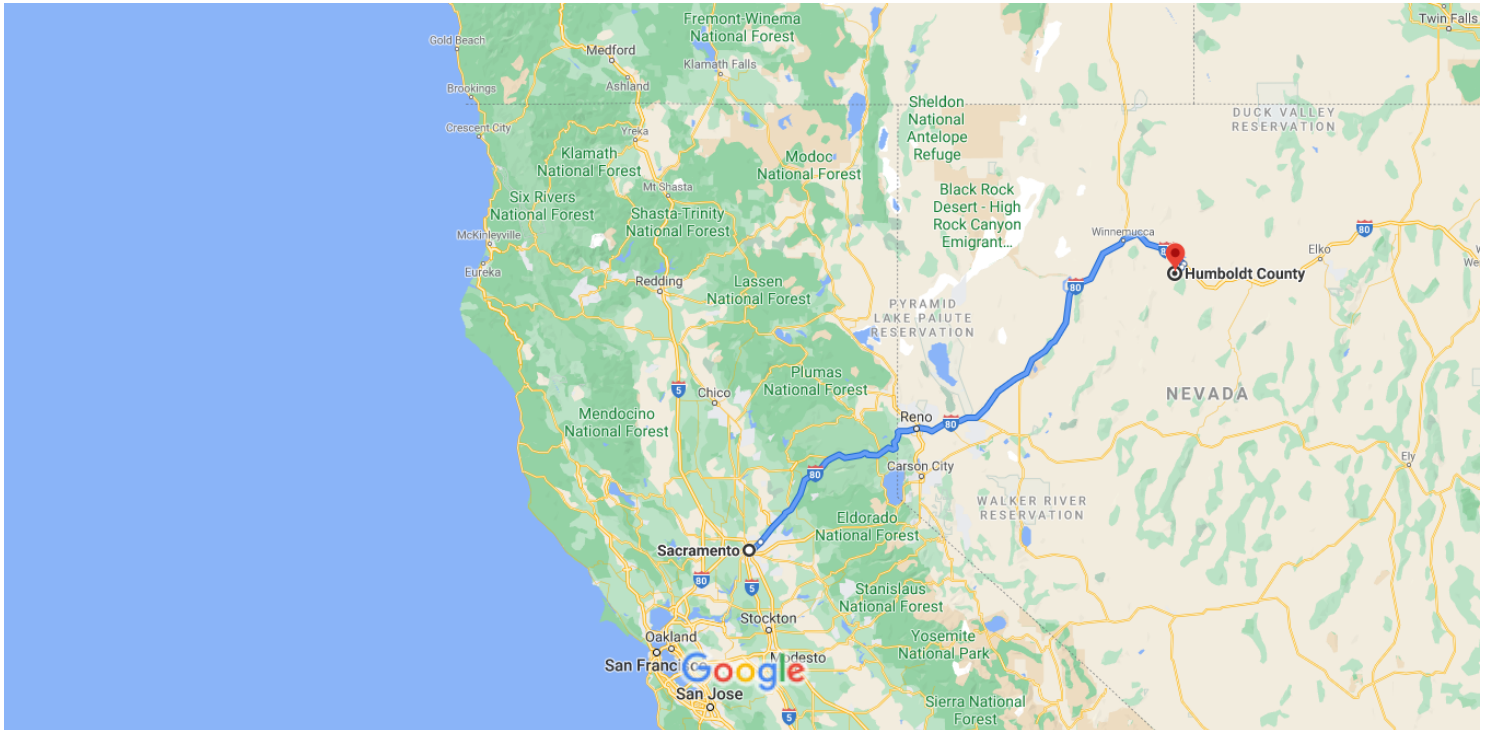 Fremont-Winema
National Forest
Twin Falls
Gold Beach
Medford
Klamath Falls
Ashland
Brookings
Sheldon
National
Antelope
Refuge
DUCK VALLEY
RESERVATION
Crescent City
Yreka
Klamath
National Forest
Modoc
National Forest
Mt Shasta
Six Rivers
National Forest
Black Rock
Desert - High
Rock Canyon
Emigrant...
Shasta-Trinity
National Forest
McKinleyville
Winnemucca
80
Elko
Eureka
Humboldt County
Redding
Lassen
National Forest
80
PYRAMID
LAKE PAIUTE
RESERVATION
Plumas
National Forest
5
Chico
NEVADA
Mendocino
National Forest
Reno
80
Carson City
Ely
80
WALKER RIVER
RESERVATION
Eldorado
National Forest
Sacramento
80
5
Stanislaus
National Forest
Stockton
Oakland
Yosemite
National Park
San Francisco
Google
Modesto
San Jose
Sierra National
Forest
5